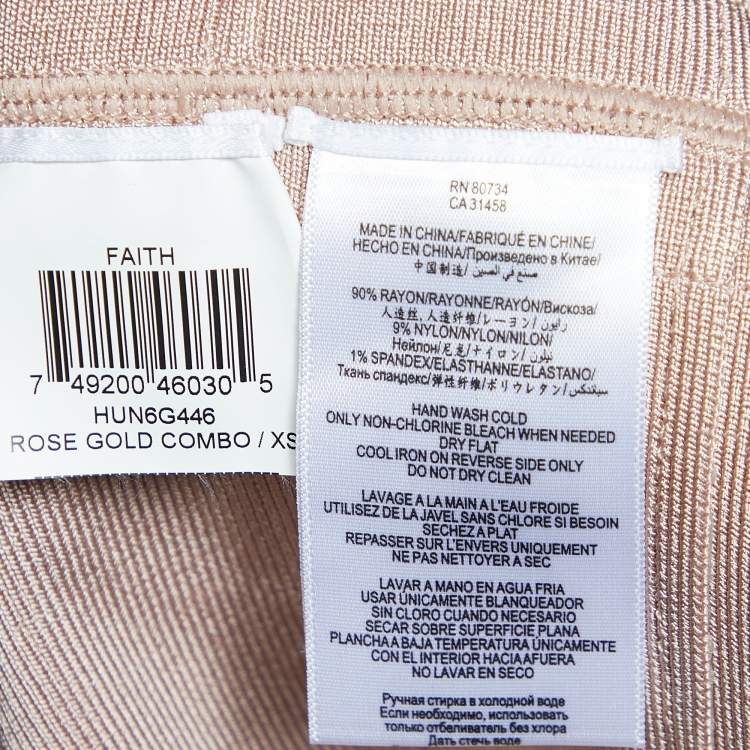 FAITH
7 49200 46030 5
HUN6G446
ROSE GOLD COMBO / XS
RN 80734
CA 31458
MADE IN CHINA/FABRIQUÉ EN CHINE/
HECHO EN CHINA/Произведено в Китае/
中国制造/ صنع في الصين
90% RAYON/RAYONNE/RAYÓN/Вискоза/
人造丝, 人造纤维/レーヨン/ رايون
9% NYLON/NYLON/NILON/
Нейлон/尼龙/ナイロン/ نيلون
1% SPANDEX/ELASTHANNE/ELASTANO/
Ткань спандекс/弹性纤维/ポリウレタン/ سباندكس
HAND WASH COLD
ONLY NON-CHLORINE BLEACH WHEN NEEDED
DRY FLAT
COOL IRON ON REVERSE SIDE ONLY
DO NOT DRY CLEAN
LAVAGE A LA MAIN A L'EAU FROIDE
UTILISEZ DE LA JAVEL SANS CHLORE SI BESOIN
SECHEZ A PLAT
REPASSER SUR L'ENVERS UNIQUEMENT
NE PAS NETTOYER A SEC
LAVAR A MANO EN AGUA FRIA
USAR ÚNICAMENTE BLANQUEADOR
SIN CLORO CUANDO NECESARIO
SECAR SOBRE SUPERFICIE PLANA
PLANCHA A BAJA TEMPERATURA ÚNICAMENTE
CON EL INTERIOR HACIA AFUERA
NO LAVAR EN SECO
Ручная стирка в холодной воде
Если необходимо, использовать
только отбеливатель без хлора
Дать стечь воде